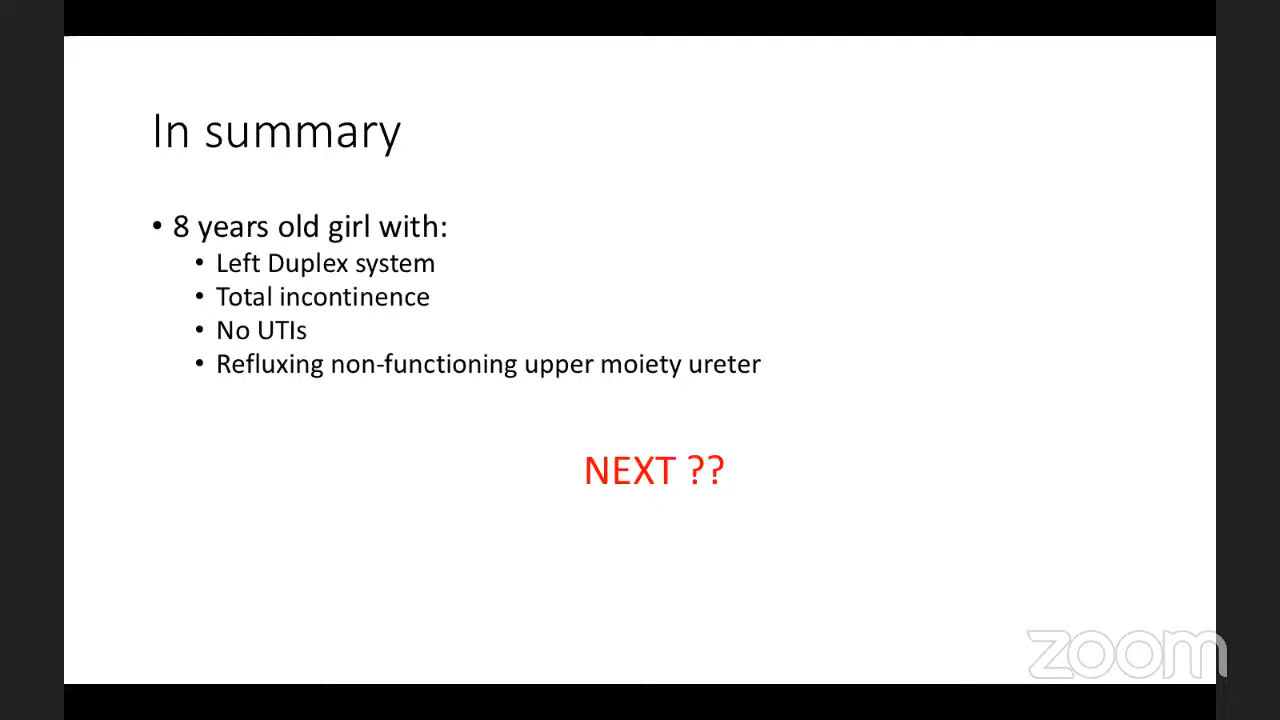 In summary
• 8 years old girl with:
• Left Duplex system
• Total incontinence
• No UTIs
• Refluxing non-functioning upper moiety ureter
NEXT ??
zoom